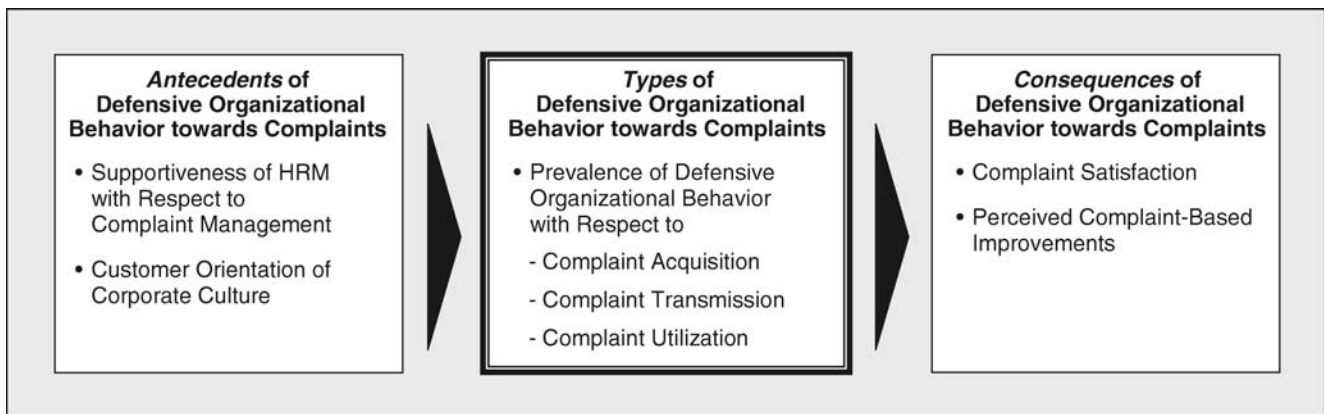 Antecedents of
Defensive Organizational
Behavior towards Complaints
• Supportiveness of HRM
with Respect to
Complaint Management
• Customer Orientation of
Corporate Culture
Types of
Defensive Organizational
Behavior towards Complaints
• Prevalence of Defensive
Organizational Behavior
with Respect to
- Complaint Acquisition
- Complaint Transmission
- Complaint Utilization
Consequences of
Defensive Organizational
Behavior towards Complaints
• Complaint Satisfaction
• Perceived Complaint-Based
Improvements